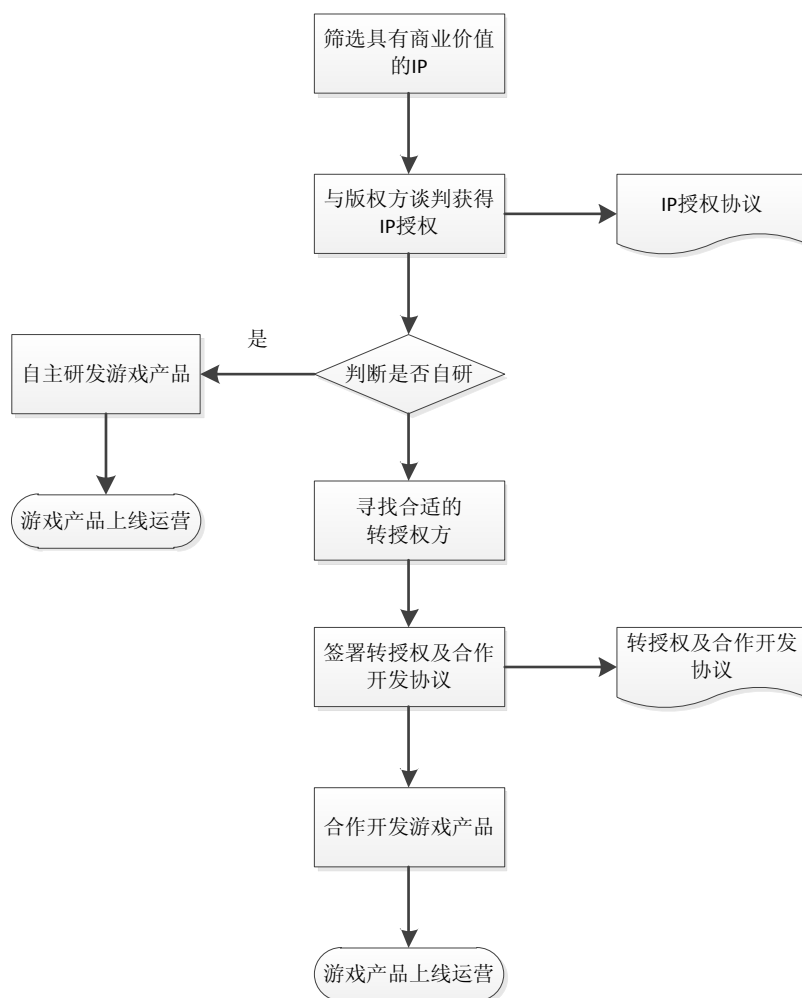 筛选具有商业价值
的IP
与版权方谈判获得
IP授权
IP授权协议
是
自主研发游戏产品
判断是否自研
游戏产品上线运营
寻找合适的
转授权方
签署转授权及合作
开发协议
转授权及合作开发
协议
合作开发游戏产品
游戏产品上线运营